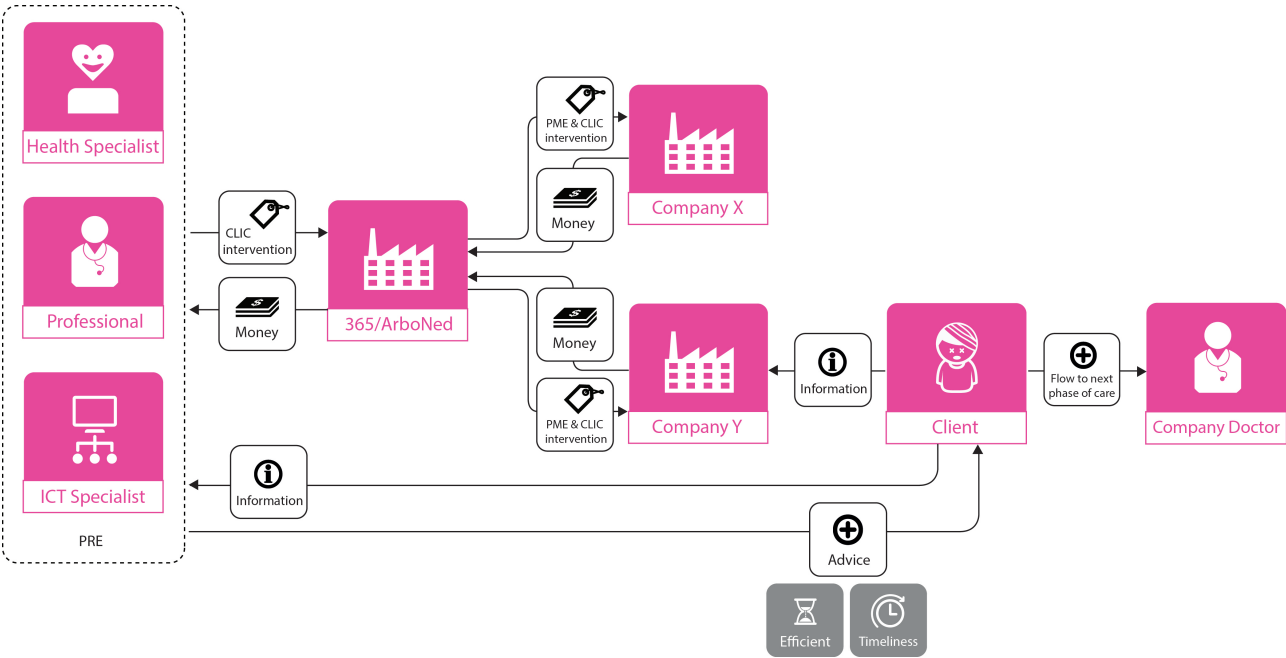 Health Specialist
Professional
ICT Specialist
PRE
CLIC
intervention
$
Money
365/ArboNed
PME & CLIC
intervention
$
Money
Company X
$
Money
PME & CLIC
intervention
Company Y
Information
Client
Flow to next
phase of care
Company Doctor
Information
Advice
Efficient
Timeliness